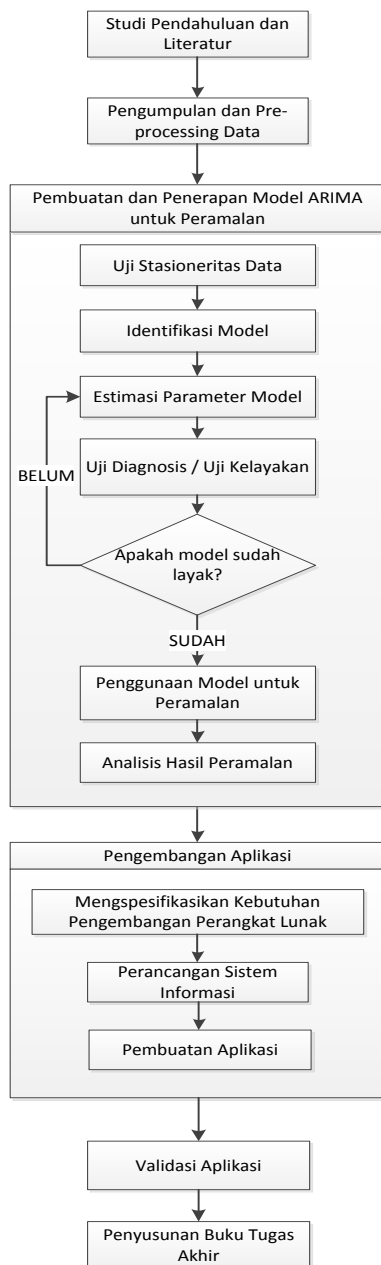 Studi Pendahuluan dan
Literatur
Pengumpulan dan Pre-
processing Data
Pembuatan dan Penerapan Model ARIMA
untuk Peramalan
Uji Stasioneritas Data
Identifikasi Model
Estimasi Parameter Model
Uji Diagnosis / Uji Kelayakan
BELUM
Apakah model sudah
layak?
SUDAH
Penggunaan Model untuk
Peramalan
Analisis Hasil Peramalan
Pengembangan Aplikasi
Mengspesifikasikan Kebutuhan
Pengembangan Perangkat Lunak
Perancangan Sistem
Informasi
Pembuatan Aplikasi
Validasi Aplikasi
Penyusunan Buku Tugas
Akhir